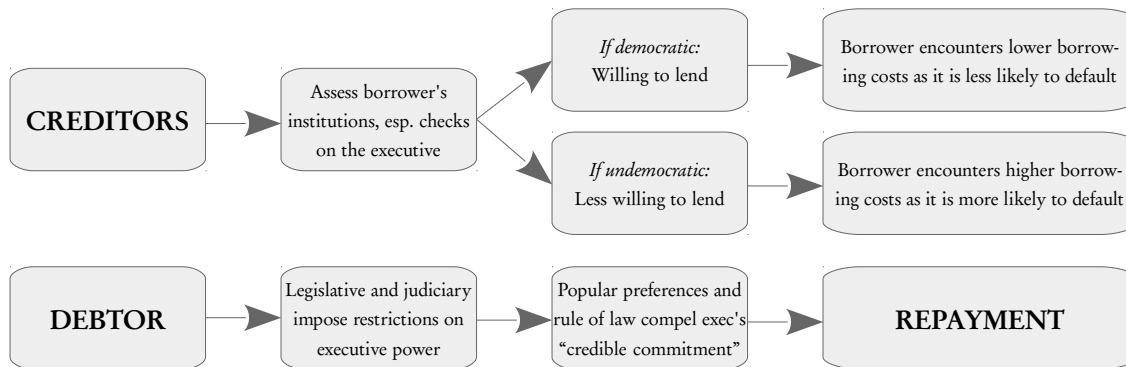 CREDITORS
Assess borrower's
institutions, esp. checks
on the executive
If democratic:
Willing to lend
Borrower encounters lower borrow-
ing costs as it is less likely to default
If undemocratic:
Less willing to lend
Borrower encounters higher borrow-
ing costs as it is more likely to default
DEBTOR
Legislative and judiciary
impose restrictions on
executive power
Popular preferences and
rule of law compel exec's
“credible commitment”
REPAYMENT